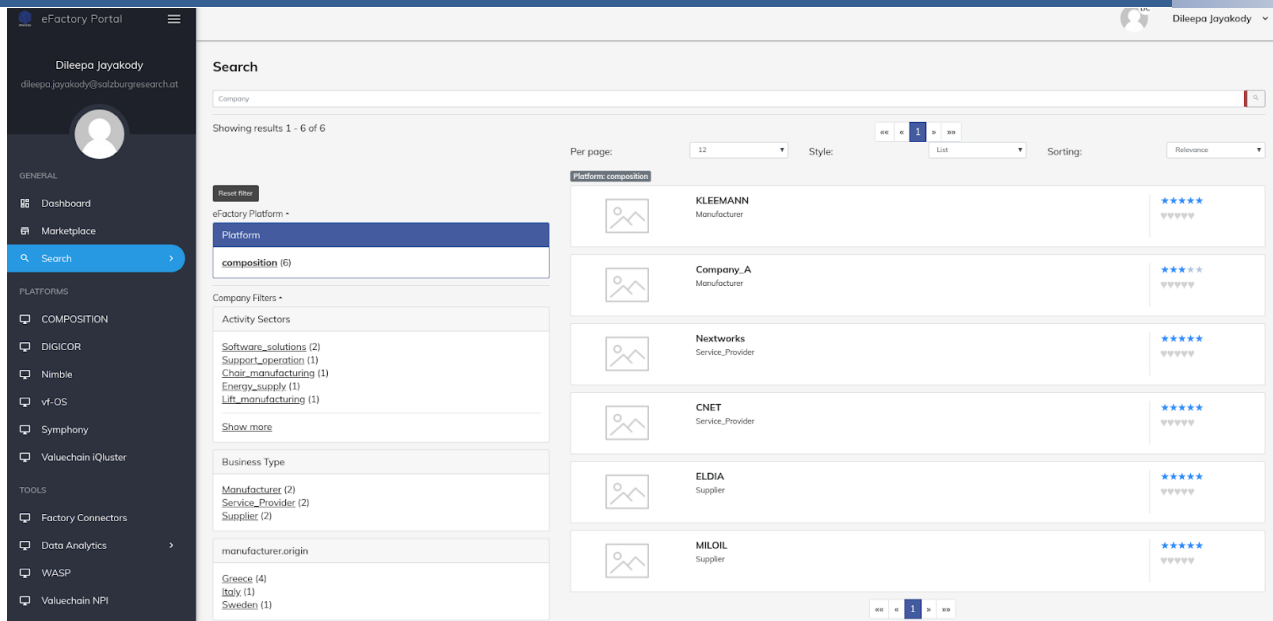 eFactory Portal
Dileepa Jayakody
Dileepa Jayakody
dileepa.jayakody@salzburgresearch.at
GENERAL
Dashboard
Marketplace
Search
PLATFORMS
COMPOSITION
DIGICOR
Nimble
vf-OS
Symphony
Valuechain iQluster
TOOLS
Factory Connectors
Data Analytics
WASP
Valuechain NPI
Search
Company
Showing results 1 - 6 of 6
«« « 1 » »»
Per page: 12 Style: List Sorting: Relevance
Reset filter
eFactory Platform
Platform
composition (6)
Company Filters
Activity Sectors
Software_solutions (2)
Support_operation (1)
Chair_manufacturing (1)
Energy_supply (1)
Lift_manufacturing (1)
Show more
Business Type
Manufacturer (2)
Service_Provider (2)
Supplier (2)
manufacturer.origin
Greece (4)
Italy (1)
Sweden (1)
Platform: composition
KLEEMANN
Manufacturer
Company_A
Manufacturer
Nextworks
Service_Provider
CNET
Service_Provider
ELDIA
Supplier
MILOIL
Supplier
«« « 1 » »»